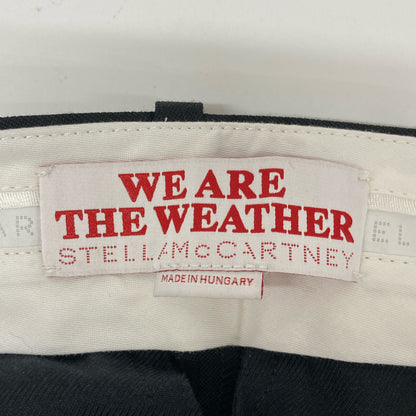 WE ARE
THE WEATHER
STELLA McCARTNEY
MADE IN HUNGARY